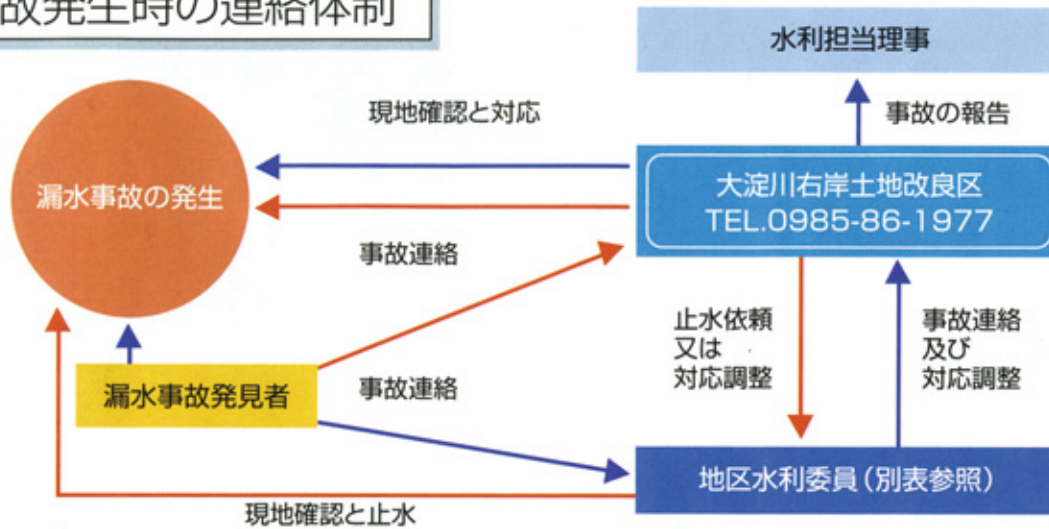 故発生時の連絡体制
水利担当理事
現地確認と対応
事故の報告
漏水事故の発生
大淀川右岸土地改良区
TEL.0985-86-1977
事故連絡
止水依頼
又は
対応調整
事故連絡
及び
対応調整
漏水事故発見者
事故連絡
地区水利委員(別表参照)
現地確認と止水